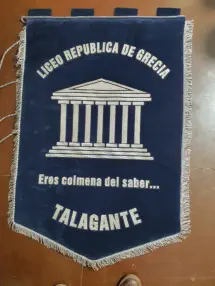 LICEO REPUBLICA DE GRECIA
Eres colmena del saber...
TALAGANTE